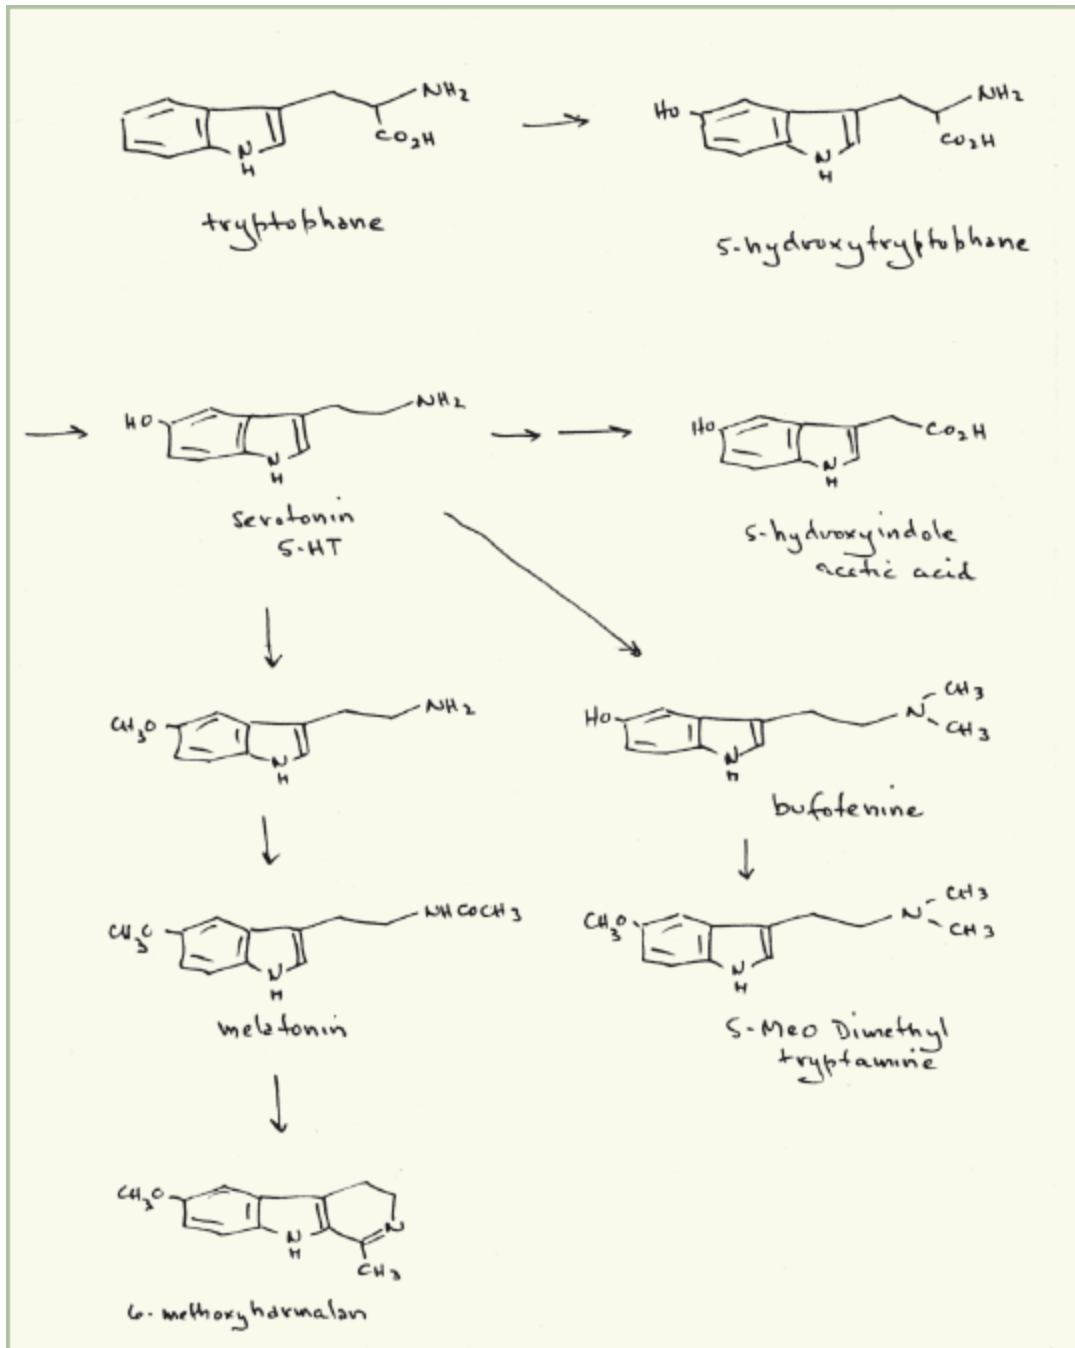 NH2
CO2H
N
H
tryptophane
HO
NH2
CO2H
N
H
5-hydroxytryptophane
HO
NH2
N
H
serotonin
5-HT
HO
CO2H
N
H
5-hydroxyindole
acetic acid
CH3O
NH2
N
H
HO
N
CH3
CH3
N
H
bufotenine
CH3O
NHCOCH3
N
H
melatonin
CH3O
N
CH3
CH3
N
H
5-MeO Dimethyl
tryptamine
CH3O
N
N
H
CH3
6-methoxyharmalan